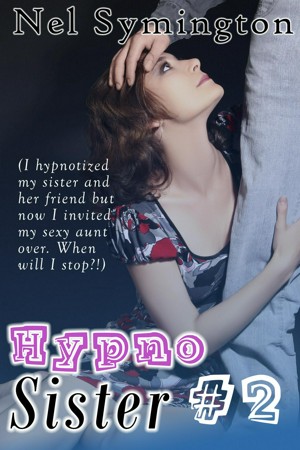 Nel Symington
(I hypnotized
my sister and
her friend but
now I invited
my sexy aunt
over. When
will I stop?!)
Hypno
Sister # 2